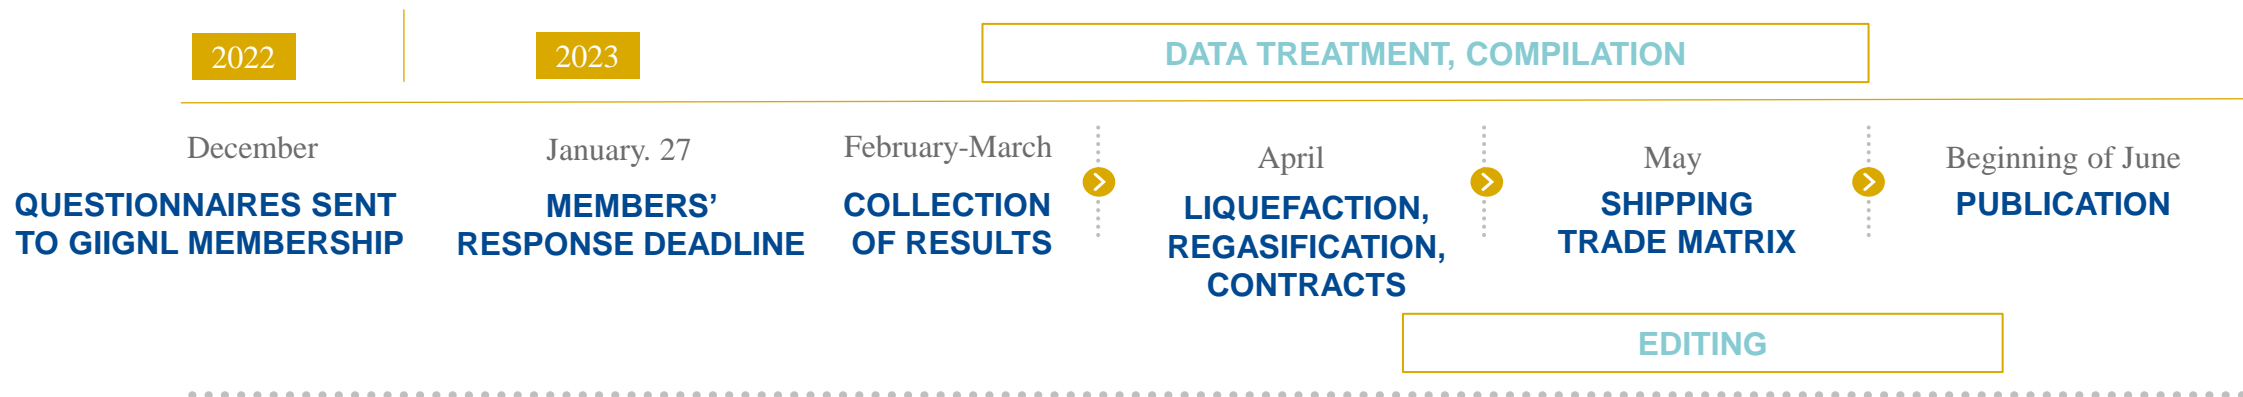 2022
2023
DATA TREATMENT, COMPILATION
December
QUESTIONNAIRES SENT
TO GIIGNL MEMBERSHIP
January. 27
MEMBERS’
RESPONSE DEADLINE
February-March
COLLECTION
OF RESULTS
April
LIQUEFACTION,
REGASIFICATION,
CONTRACTS
May
SHIPPING
TRADE MATRIX
Beginning of June
PUBLICATION
EDITING